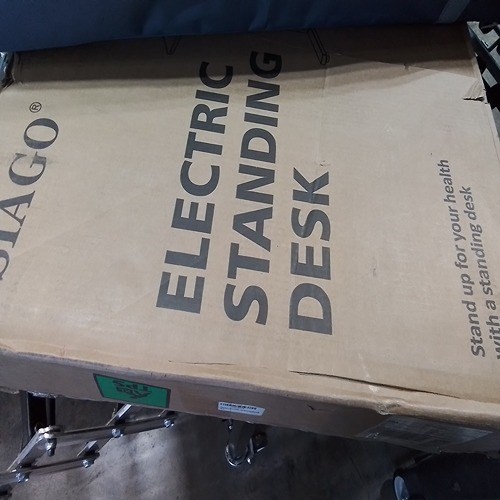 SIAGO®
ELECTRIC
STANDING
DESK
Stand up for your health
with a standing desk